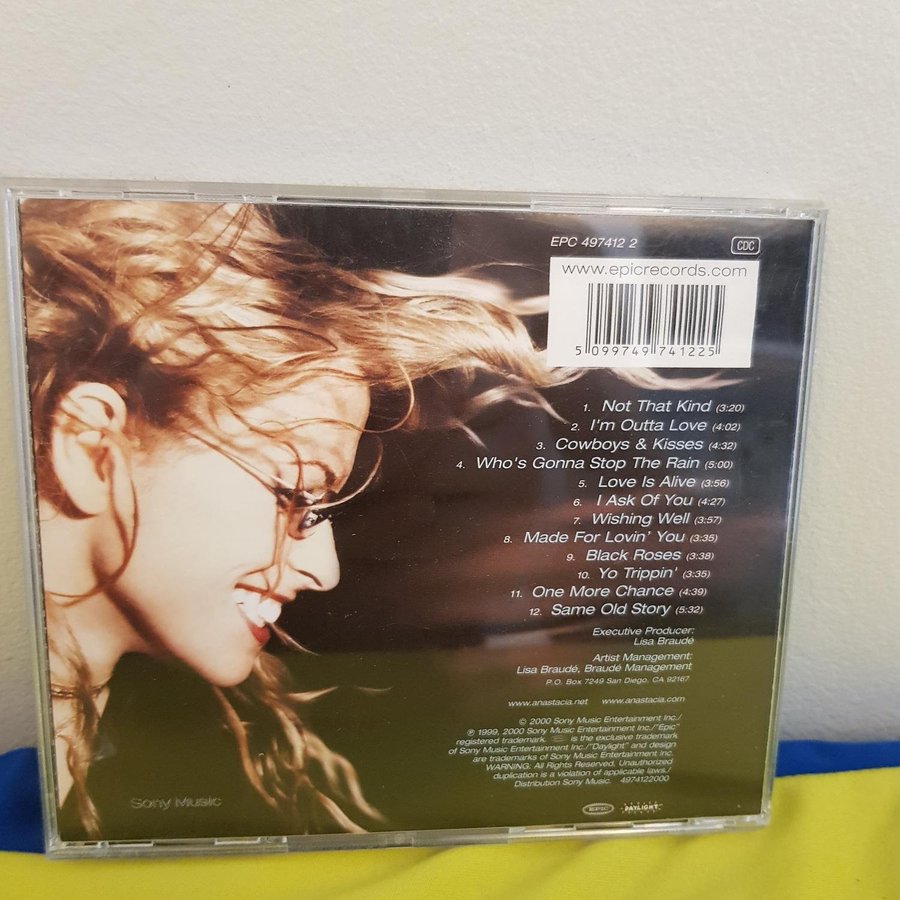 EPC 497412 2
CDC
www.epicrecords.com
5 099749 741225
1. Not That Kind (3:20)
2. I'm Outta Love (4:02)
3. Cowboys & Kisses (4:32)
4. Who's Gonna Stop The Rain (5:00)
5. Love Is Alive (3:56)
6. I Ask Of You (4:27)
7. Wishing Well (3:57)
8. Made For Lovin' You (3:35)
9. Black Roses (3:38)
10. Yo Trippin' (3:35)
11. One More Chance (4:39)
12. Same Old Story (5:32)
Executive Producer:
Lisa Braudé
Artist Management:
Lisa Braudé, Braudé Management
P.O. Box 7249 San Diego, CA 92167
www.anastacia.net www.anastacia.com
© 2000 Sony Music Entertainment Inc./
℗ 1999, 2000 Sony Music Entertainment Inc./"Epic"
registered trademark. is the exclusive trademark
of Sony Music Entertainment Inc./"Daylight" and design
are trademarks of Sony Music Entertainment Inc.
WARNING: All Rights Reserved. Unauthorized
duplication is a violation of applicable laws./
Distribution Sony Music. 4974122000
Sony Music
EPIC
DAYLIGHT